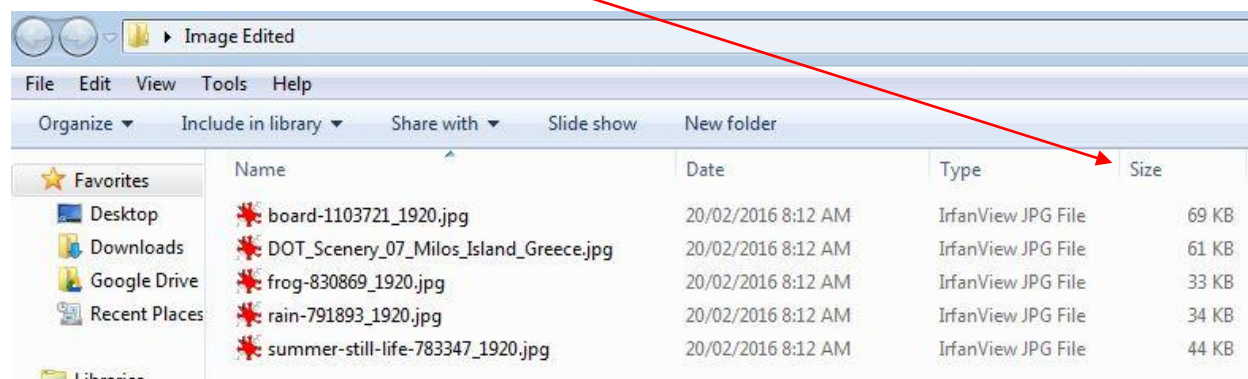 Image Edited
File Edit View Tools Help
Organize Include in library Share with Slide show New folder
Favorites Name Date Type Size
Desktop board-1103721_1920.jpg 20/02/2016 8:12 AM IrfanView JPG File 69 KB
Downloads DOT_Scenery_07_Milos_Island_Greece.jpg 20/02/2016 8:12 AM IrfanView JPG File 61 KB
Google Drive frog-830869_1920.jpg 20/02/2016 8:12 AM IrfanView JPG File 33 KB
Recent Places rain-791893_1920.jpg 20/02/2016 8:12 AM IrfanView JPG File 34 KB
summer-still-life-783347_1920.jpg 20/02/2016 8:12 AM IrfanView JPG File 44 KB